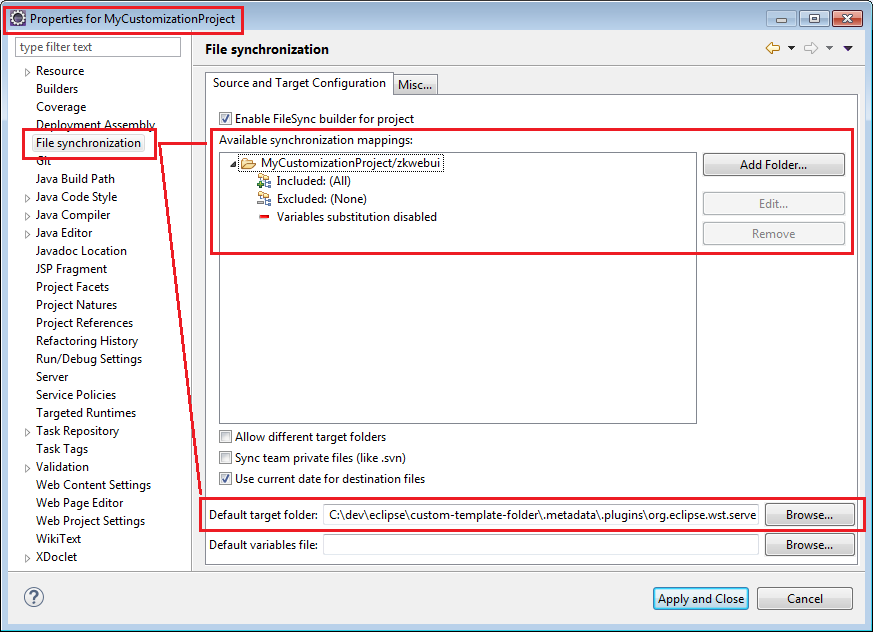 Properties for MyCustomizationProject
type filter text
Resource
Builders
Coverage
Deployment Assembly
File synchronization
Git
Java Build Path
Java Code Style
Java Compiler
Java Editor
Javadoc Location
JSP Fragment
Project Facets
Project Natures
Project References
Refactoring History
Run/Debug Settings
Server
Service Policies
Targeted Runtimes
Task Repository
Task Tags
Validation
Web Content Settings
Web Page Editor
Web Project Settings
WikiText
XDoclet
File synchronization
Source and Target Configuration
Misc...
Enable FileSync builder for project
Available synchronization mappings:
MyCustomizationProject/zkwebui
Included: (All)
Excluded: (None)
Variables substitution disabled
Add Folder...
Edit...
Remove
Allow different target folders
Sync team private files (like .svn)
Use current date for destination files
Default target folder: C:\dev\eclipse\custom-template-folder\.metadata\.plugins\org.eclipse.wst.serve Browse...
Default variables file: Browse...
? Apply and Close Cancel